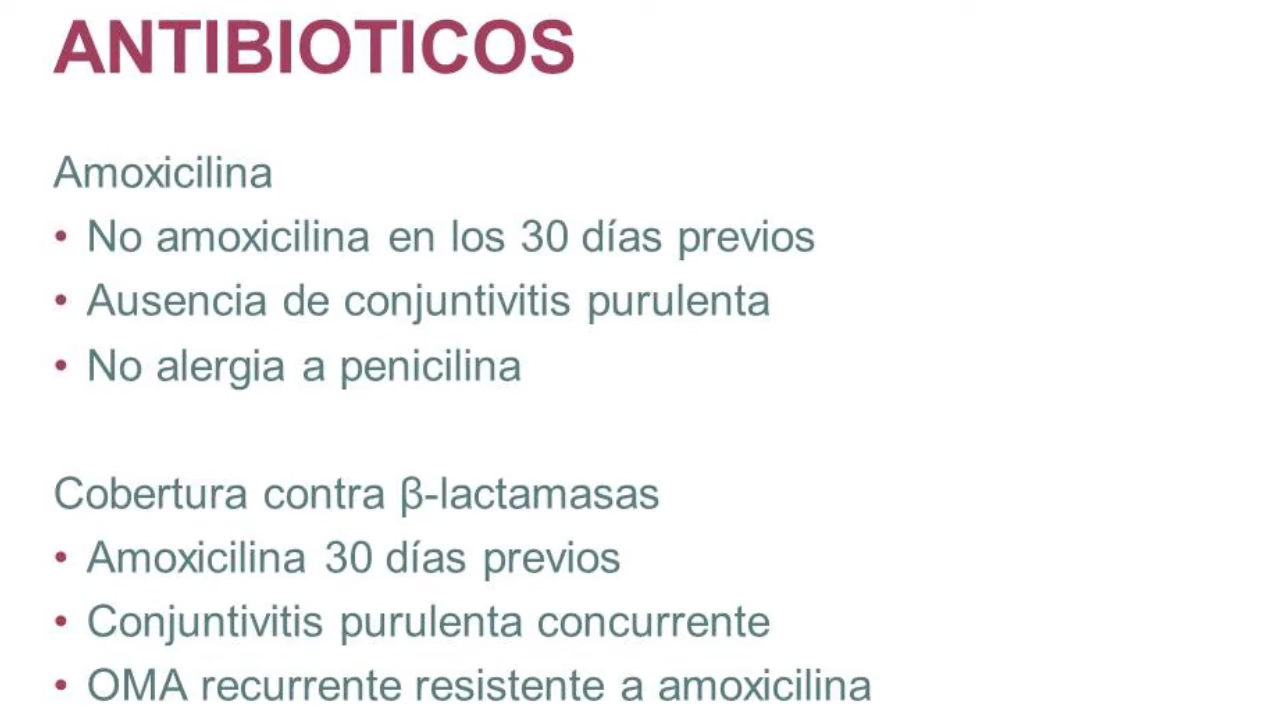 ANTIBIOTICOS
Amoxicilina
• No amoxicilina en los 30 días previos
• Ausencia de conjuntivitis purulenta
• No alergia a penicilina
Cobertura contra β-lactamasas
• Amoxicilina 30 días previos
• Conjuntivitis purulenta concurrente
• OMA recurrente resistente a amoxicilina